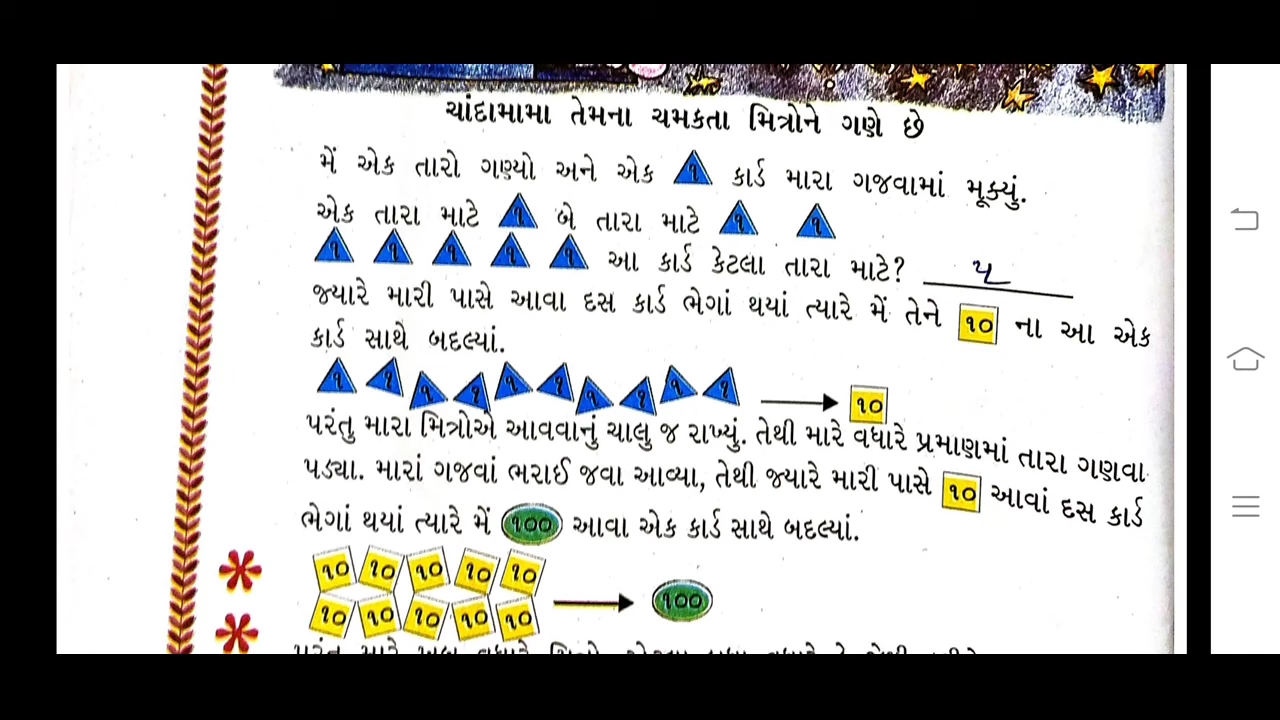 ચાંદામામા તેમના ચમકતા મિત્રોને ગણે છે
મેં એક તારો ગણ્યો અને એક ૧ કાર્ડ મારા ગજવામાં મૂક્યું.
એક તારા માટે ૧ બે તારા માટે ૧ ૧
૧ ૧ ૧ ૧ ૧ આ કાર્ડ કેટલા તારા માટે? ૫
જ્યારે મારી પાસે આવા દસ કાર્ડ ભેગાં થયાં ત્યારે મેં તેને ૧૦ ના આ એક
કાર્ડ સાથે બદલ્યાં.
૧ ૧ ૧ ૧ ૧ ૧ ૧ ૧ ૧ ૧ → ૧૦
પરંતુ મારા મિત્રોએ આવવાનું ચાલુ જ રાખ્યું. તેથી મારે વધારે પ્રમાણમાં તારા ગણવા
પડ્યા. મારાં ગજવાં ભરાઈ જવા આવ્યા, તેથી જ્યારે મારી પાસે ૧૦ આવાં દસ કાર્ડ
ભેગાં થયાં ત્યારે મેં ૧૦૦ આવા એક કાર્ડ સાથે બદલ્યાં.
૧૦ ૧૦ ૧૦ ૧૦ ૧૦
૧૦ ૧૦ ૧૦ ૧૦ ૧૦ → ૧૦૦